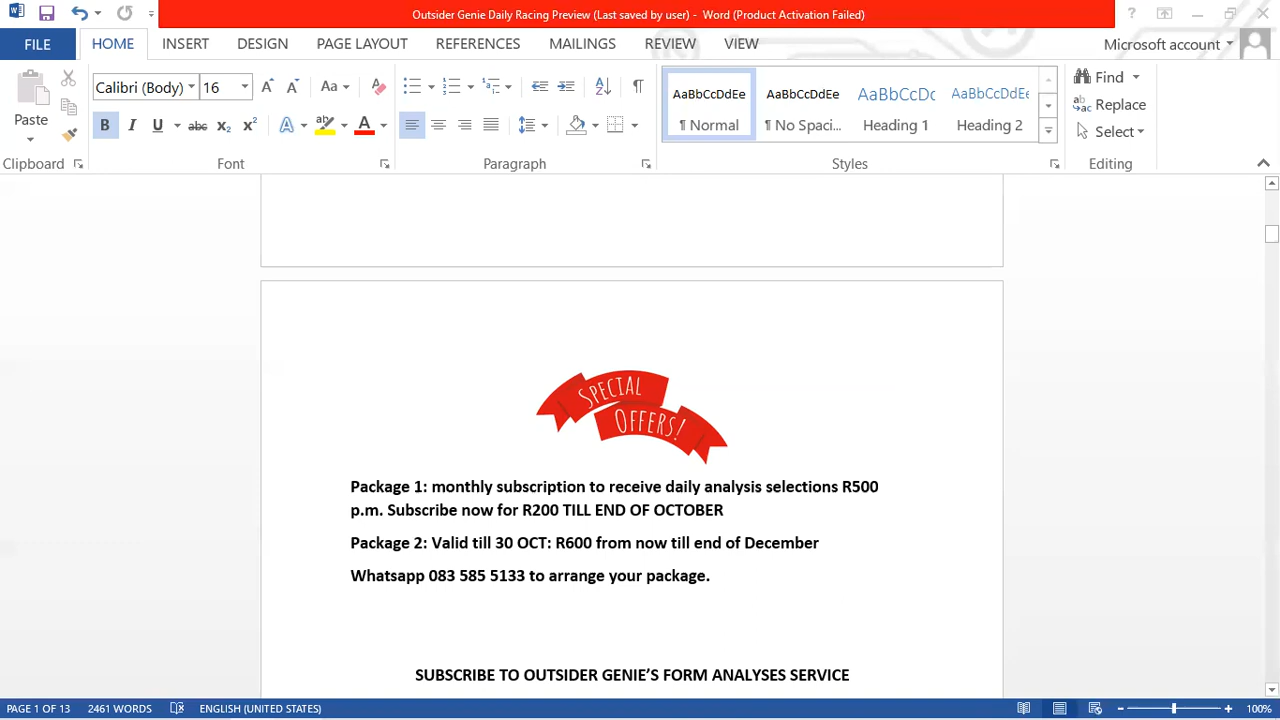 Outsider Genie Daily Racing Preview (Last saved by user) - Word (Product Activation Failed)
FILE HOME INSERT DESIGN PAGE LAYOUT REFERENCES MAILINGS REVIEW VIEW Microsoft account
Calibri (Body) 16 Aa
AaBbCcDdEe AaBbCcDdEe AaBbCcDc AaBbCcDdEe
Find
Paste
B I U abc X₂ X² A A
¶ Normal ¶ No Spaci... Heading 1 Heading 2
Replace
Select
Clipboard Font Paragraph Styles Editing
SPECIAL
OFFERS!
Package 1: monthly subscription to receive daily analysis selections R500
p.m. Subscribe now for R200 TILL END OF OCTOBER
Package 2: Valid till 30 OCT: R600 from now till end of December
Whatsapp 083 585 5133 to arrange your package.
SUBSCRIBE TO OUTSIDER GENIE’S FORM ANALYSES SERVICE
PAGE 1 OF 13 2461 WORDS ENGLISH (UNITED STATES) 100%